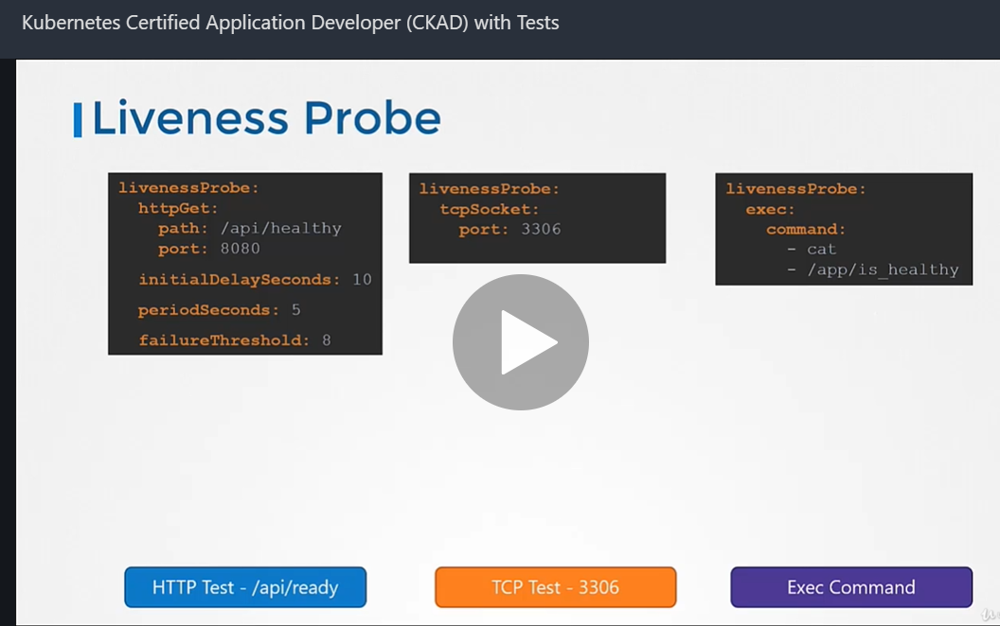 Kubernetes Certified Application Developer (CKAD) with Tests
Liveness Probe
livenessProbe:
httpGet:
path: /api/healthy
port: 8080
initialDelaySeconds: 10
periodSeconds: 5
failureThreshold: 8
livenessProbe:
tcpSocket:
port: 3306
livenessProbe:
exec:
command:
- cat
- /app/is_healthy
HTTP Test - /api/ready
TCP Test - 3306
Exec Command